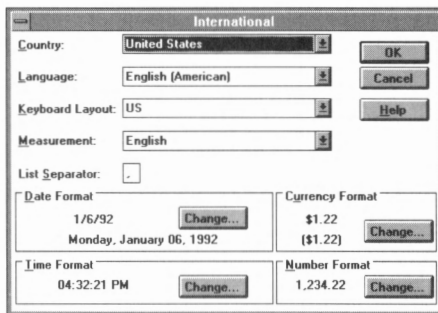 International
Country: United States
OK
Language: English (American)
Cancel
Keyboard Layout: US
Help
Measurement: English
List Separator: ,
Date Format
1/6/92 Change...
Monday, January 06, 1992
Currency Format
$1.22
($1.22)
Change...
Time Format
04:32:21 PM Change...
Number Format
1,234.22 Change...